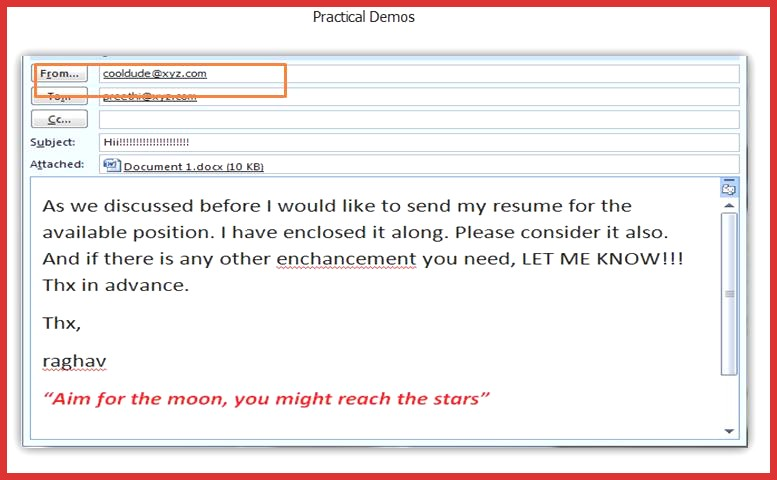 Practical Demos
From... cooldude@xyz.com
To... preethi@xyz.com
Cc...
Subject: Hii!!!!!!!!!!!!!!!!!!!!!
Attached: Document 1.docx (10 KB)
As we discussed before I would like to send my resume for the
available position. I have enclosed it along. Please consider it also.
And if there is any other enchancement you need, LET ME KNOW!!!
Thx in advance.
Thx,
raghav
“Aim for the moon, you might reach the stars”